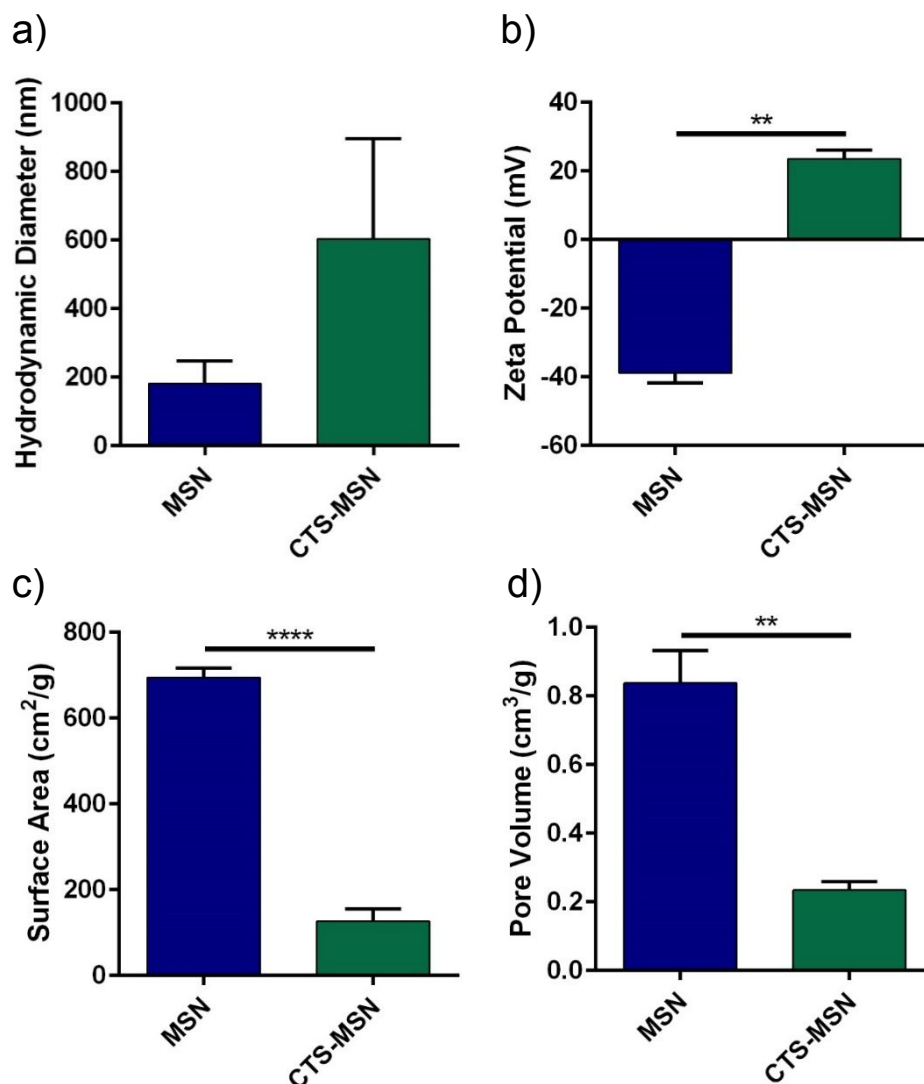 a)
Hydrodynamic Diameter (nm)
1000
800
600
400
200
0
MSN
CTS-MSN
b)
Zeta Potential (mV)
40
20
0
-20
-40
-60
**
MSN
CTS-MSN
c)
Surface Area (cm²/g)
800
600
400
200
0
****
MSN
CTS-MSN
d)
Pore Volume (cm³/g)
1.0
0.8
0.6
0.4
0.2
0.0
**
MSN
CTS-MSN